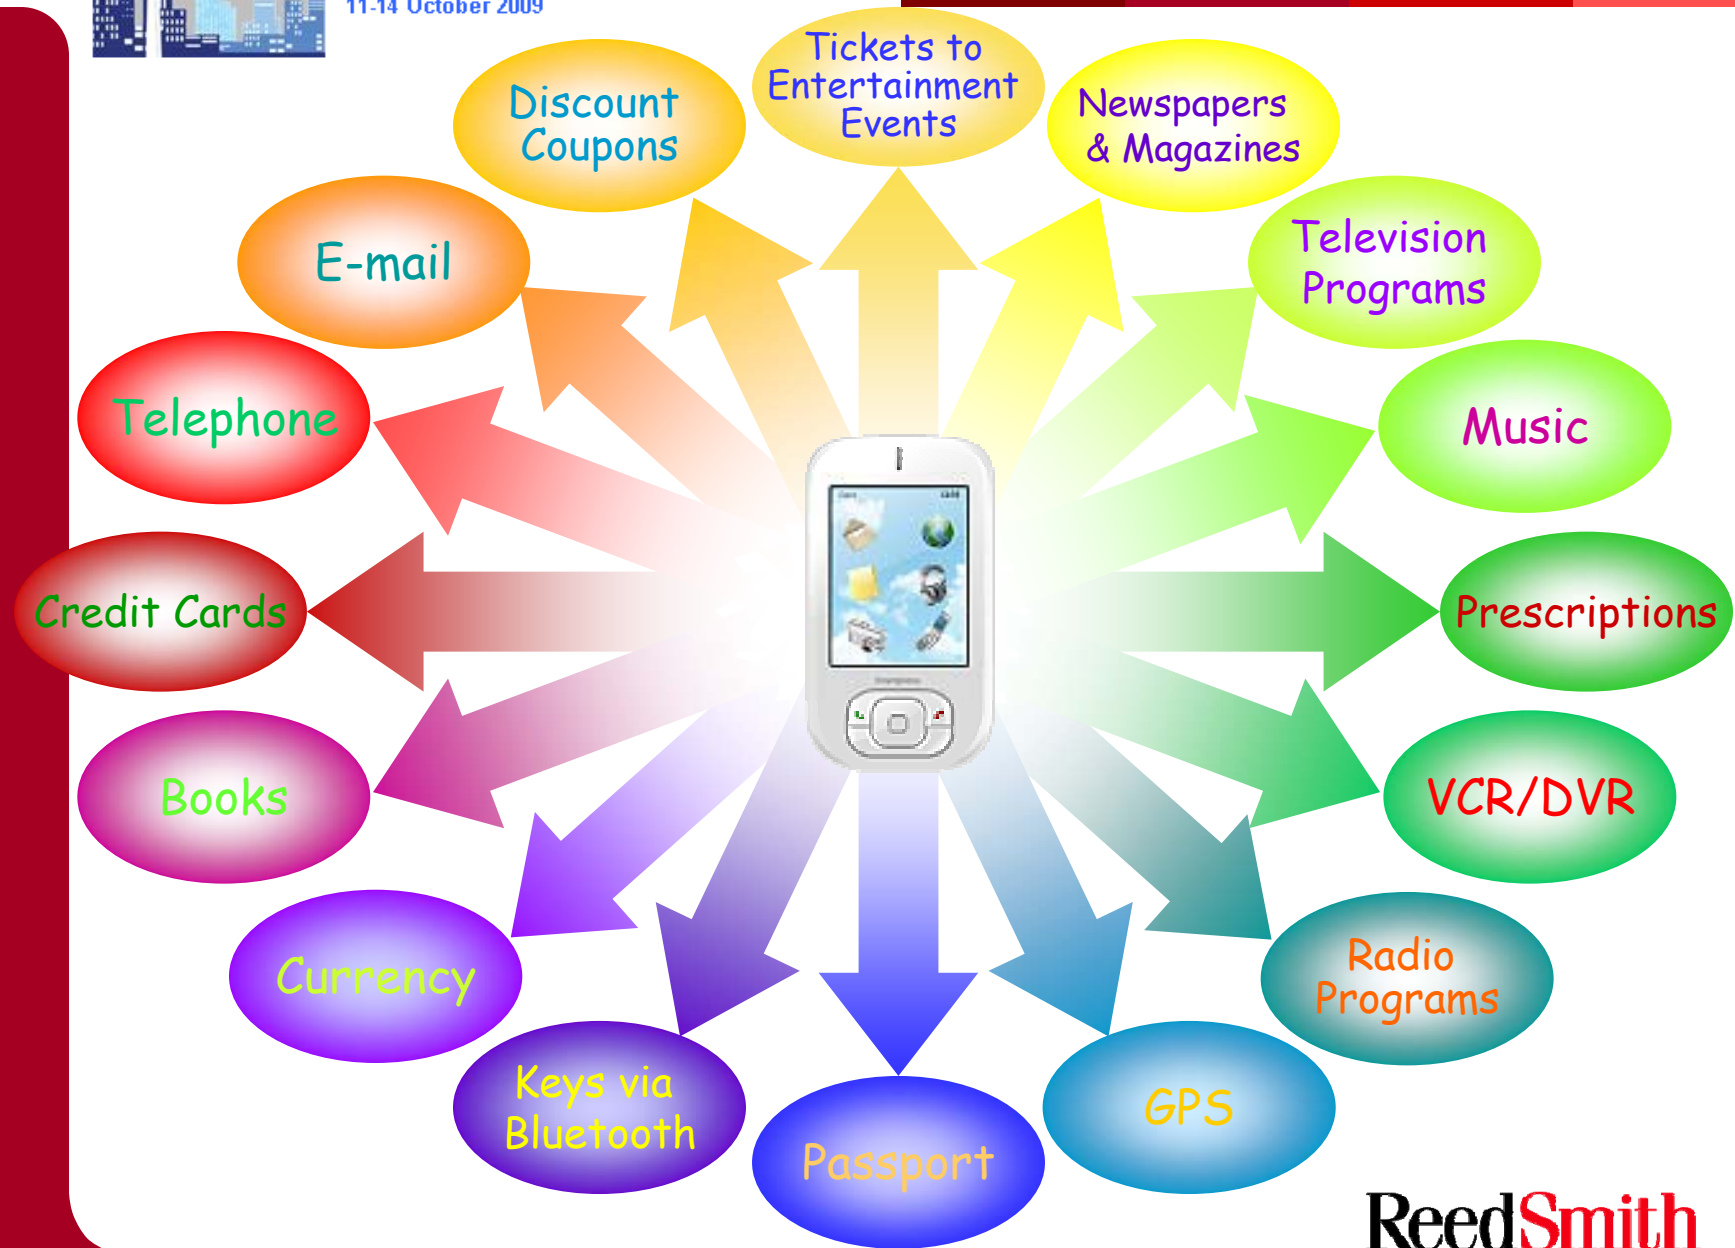 11-14 October 2009
Tickets to
Entertainment
Events
Discount
Coupons
Newspapers
& Magazines
E-mail
Television
Programs
Telephone
Music
Credit Cards
Prescriptions
Books
VCR/DVR
Currency
Radio
Programs
Keys via
Bluetooth
GPS
Passport
ReedSmith